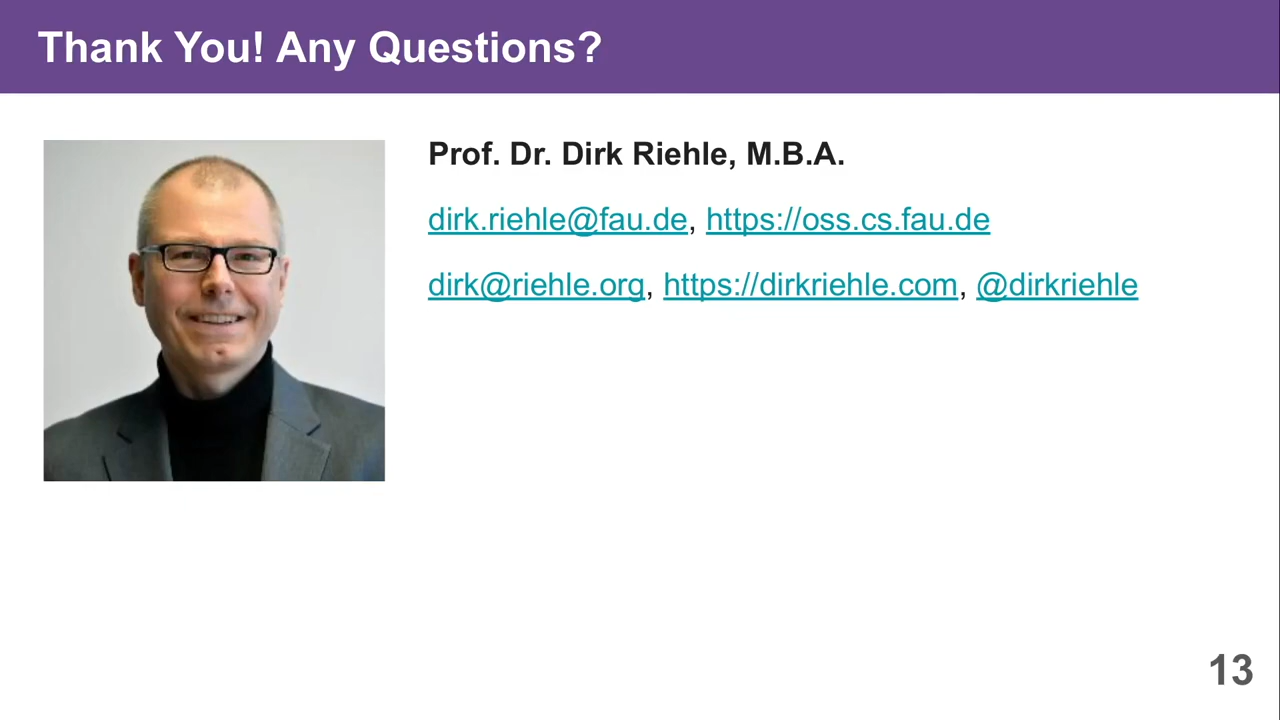 Thank You! Any Questions?
Prof. Dr. Dirk Riehle, M.B.A.
dirk.riehle@fau.de, https://oss.cs.fau.de
dirk@riehle.org, https://dirkriehle.com, @dirkriehle
13